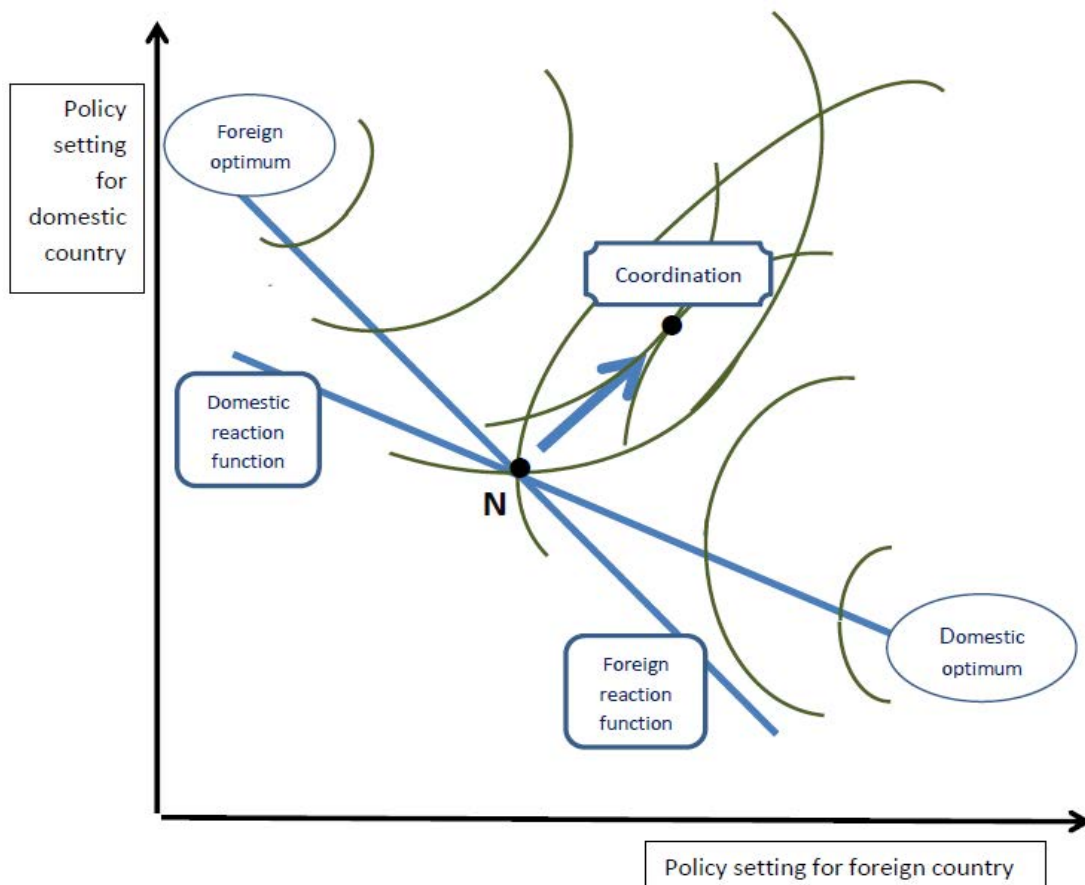 Policy
setting
for
domestic
country
Foreign
optimum
Coordination
Domestic
reaction
function
N
Foreign
reaction
function
Domestic
optimum
Policy setting for foreign country